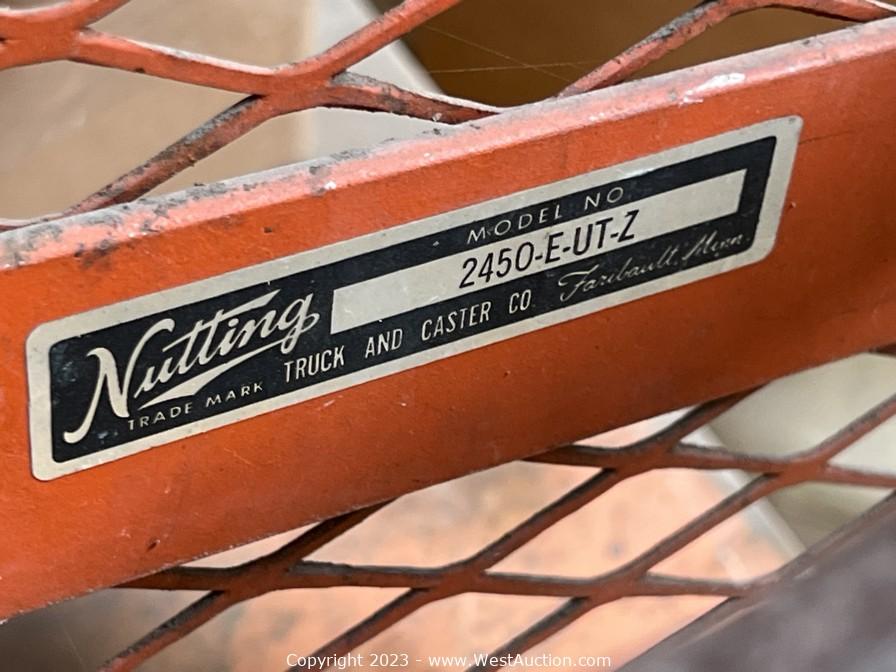 MODEL NO
2450-E-UT-Z
Nutting TRUCK AND CASTER CO. Faribault, Minn.
TRADE MARK
Copyright 2023 - www.WestAuction.com